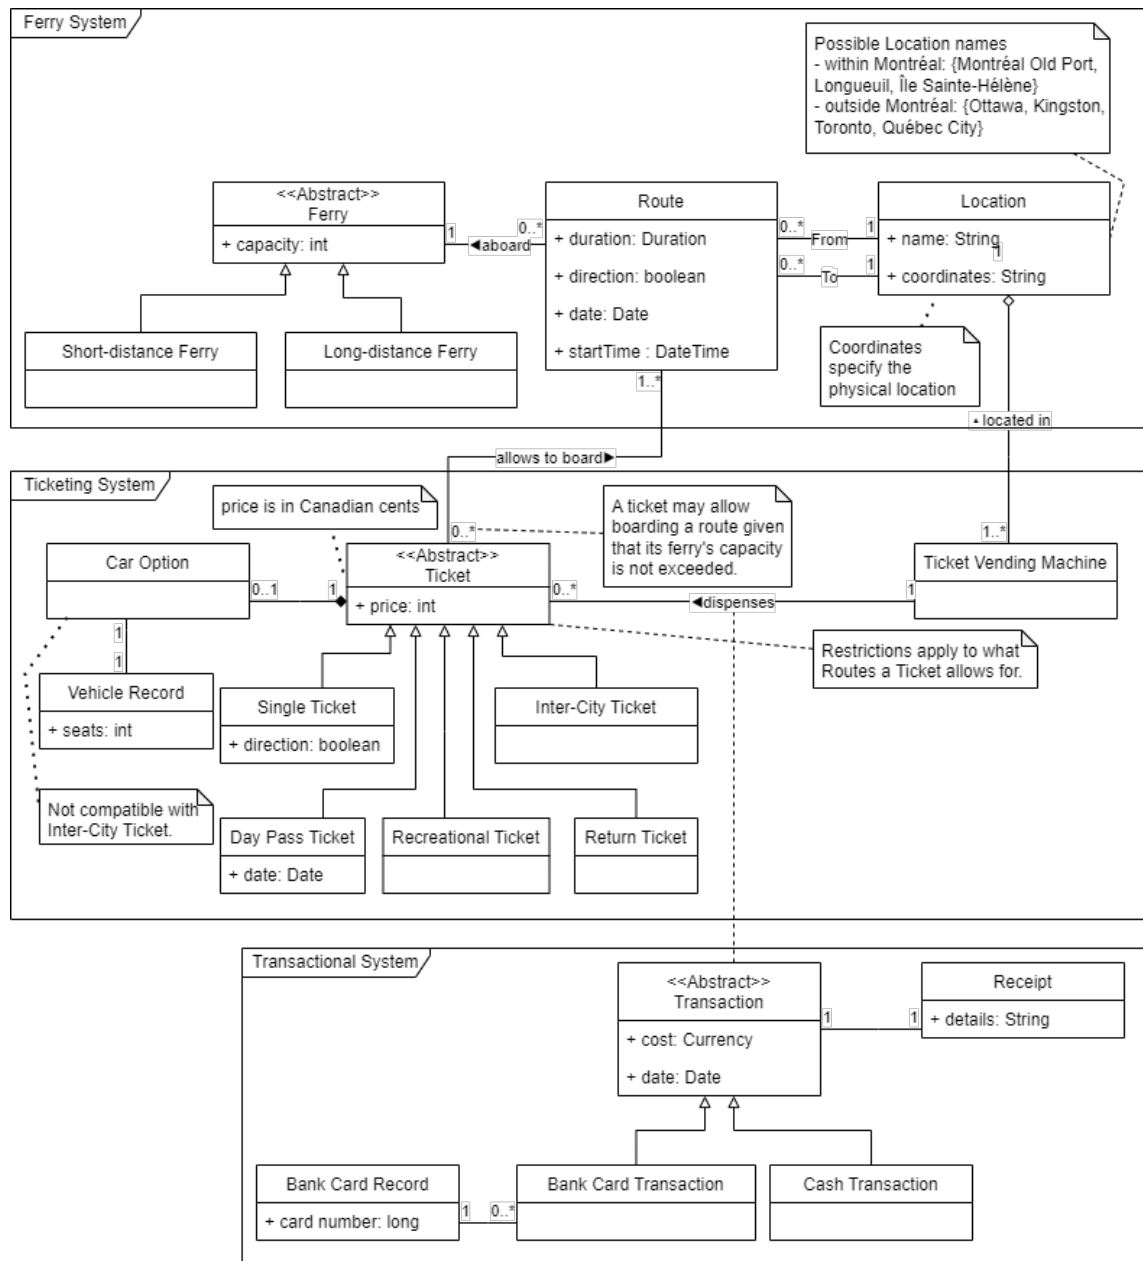 Ferry System
Possible Location names
- within Montréal: {Montréal Old Port,
Longueuil, Île Sainte-Hélène}
- outside Montréal: {Ottawa, Kingston,
Toronto, Québec City}
<<Abstract>>
Ferry
+ capacity: int
1
◀aboard
0..*
Route
+ duration: Duration
+ direction: boolean
+ date: Date
+ startTime : DateTime
0..*
From
1
0..*
To
1
Location
+ name: String
1
+ coordinates: String
Short-distance Ferry
Long-distance Ferry
Coordinates
specify the
physical location
1..*
▲ located in
allows to board▶
Ticketing System
price is in Canadian cents
A ticket may allow
boarding a route given
that its ferry's capacity
is not exceeded.
0..*
1..*
Car Option
0..1
1
<<Abstract>>
Ticket
+ price: int
0..*
◀dispenses
1
Ticket Vending Machine
1
1
Vehicle Record
+ seats: int
Restrictions apply to what
Routes a Ticket allows for.
Single Ticket
+ direction: boolean
Inter-City Ticket
Not compatible with
Inter-City Ticket.
Day Pass Ticket
+ date: Date
Recreational Ticket
Return Ticket
Transactional System
<<Abstract>>
Transaction
+ cost: Currency
+ date: Date
1
1
Receipt
+ details: String
Bank Card Record
+ card number: long
1
0..*
Bank Card Transaction
Cash Transaction